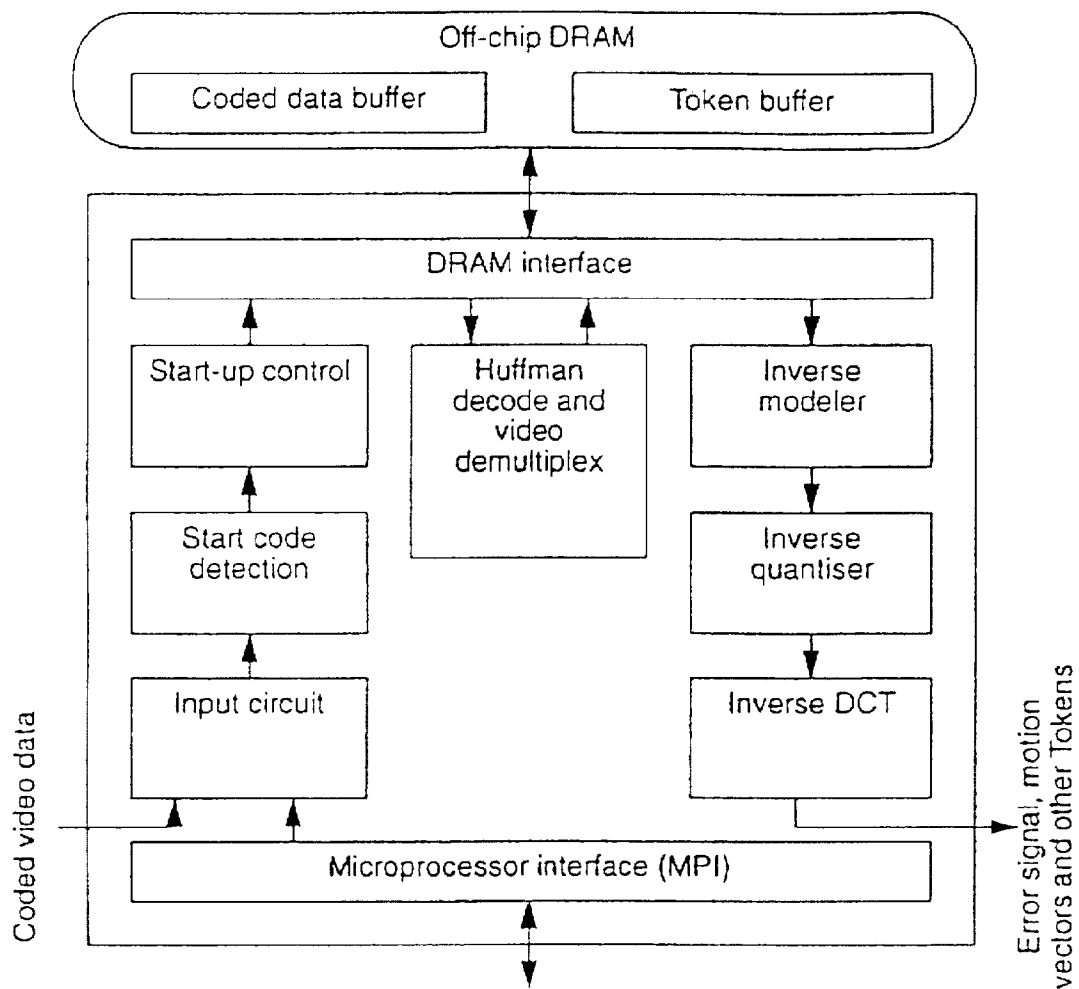 Off-chip DRAM
Coded data buffer
Token buffer
DRAM interface
Start-up control
Huffman
decode and
video
demultiplex
Inverse
modeler
Start code
detection
Inverse
quantiser
Input circuit
Inverse DCT
Coded video data
Error signal, motion
vectors and other Tokens
Microprocessor interface (MPI)